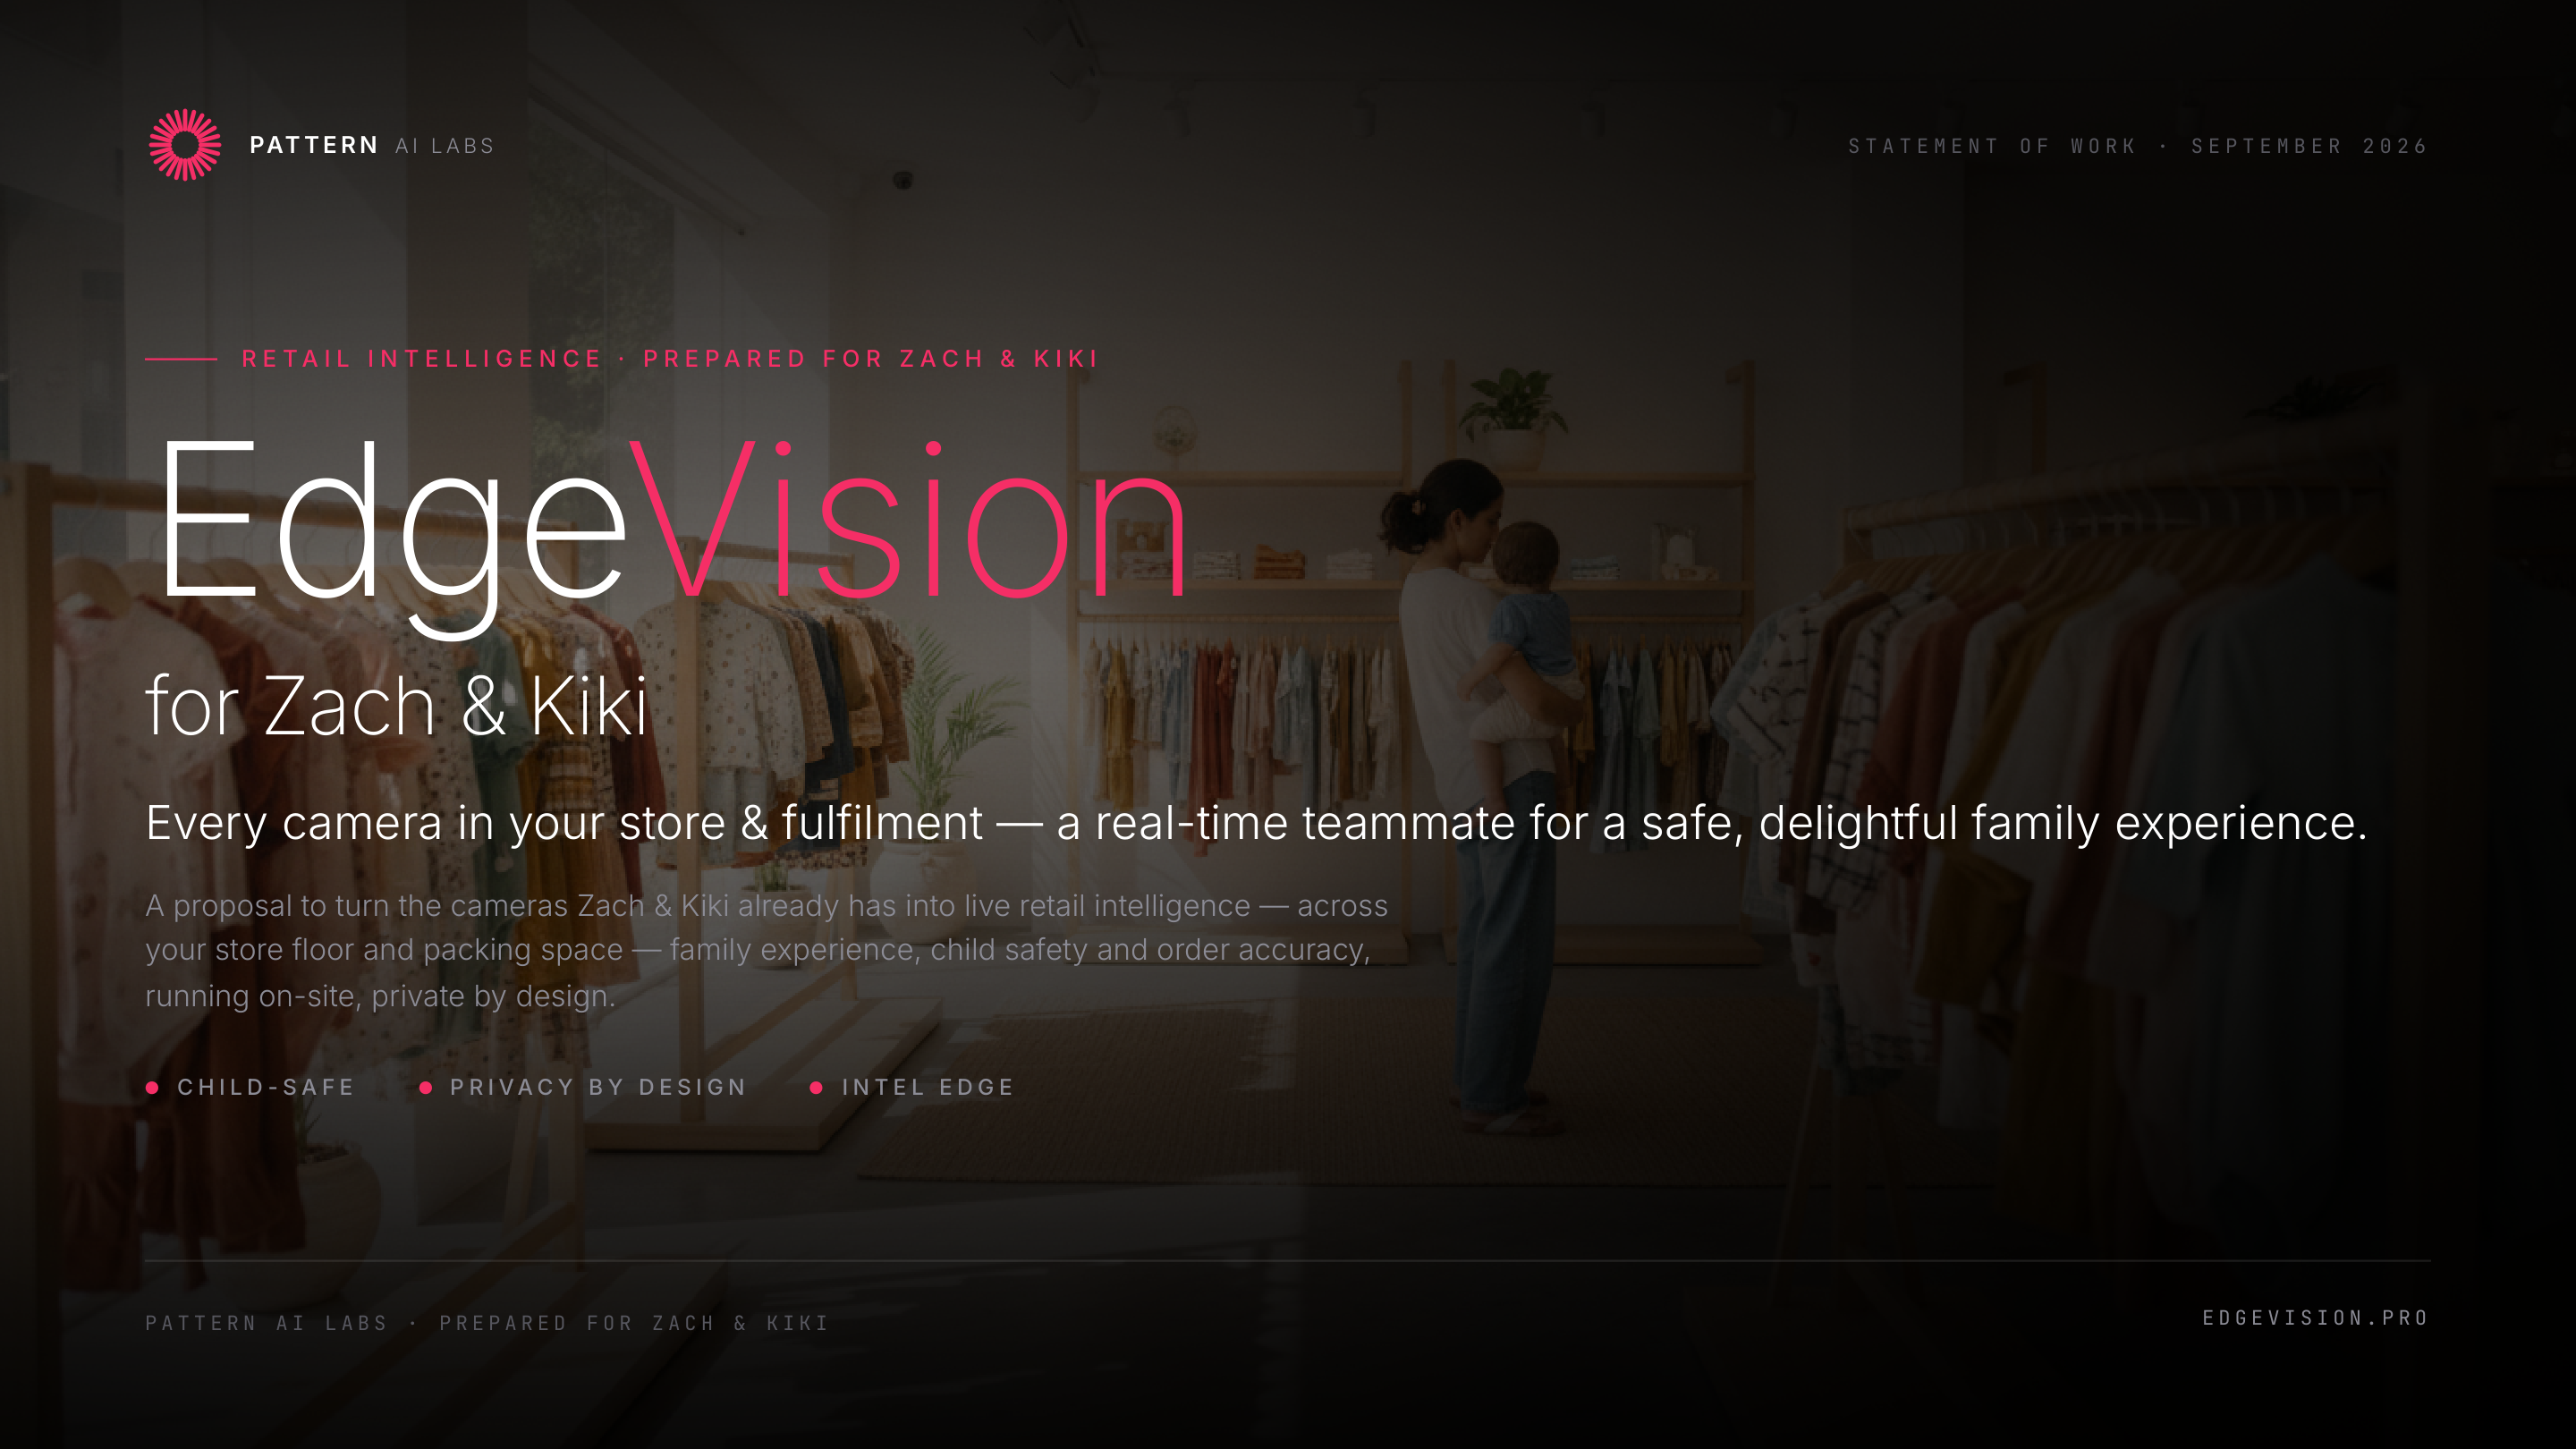 PATTERN AI LABS
STATEMENT OF WORK · SEPTEMBER 2026
RETAIL INTELLIGENCE · PREPARED FOR ZACH & KIKI
EdgeVision
for Zach & Kiki
Every camera in your store & fulfilment — a real-time teammate for a safe, delightful family experience.
A proposal to turn the cameras Zach & Kiki already has into live retail intelligence — across
your store floor and packing space — family experience, child safety and order accuracy,
running on-site, private by design.
CHILD-SAFE
PRIVACY BY DESIGN
INTEL EDGE
PATTERN AI LABS · PREPARED FOR ZACH & KIKI
EDGEVISION.PRO